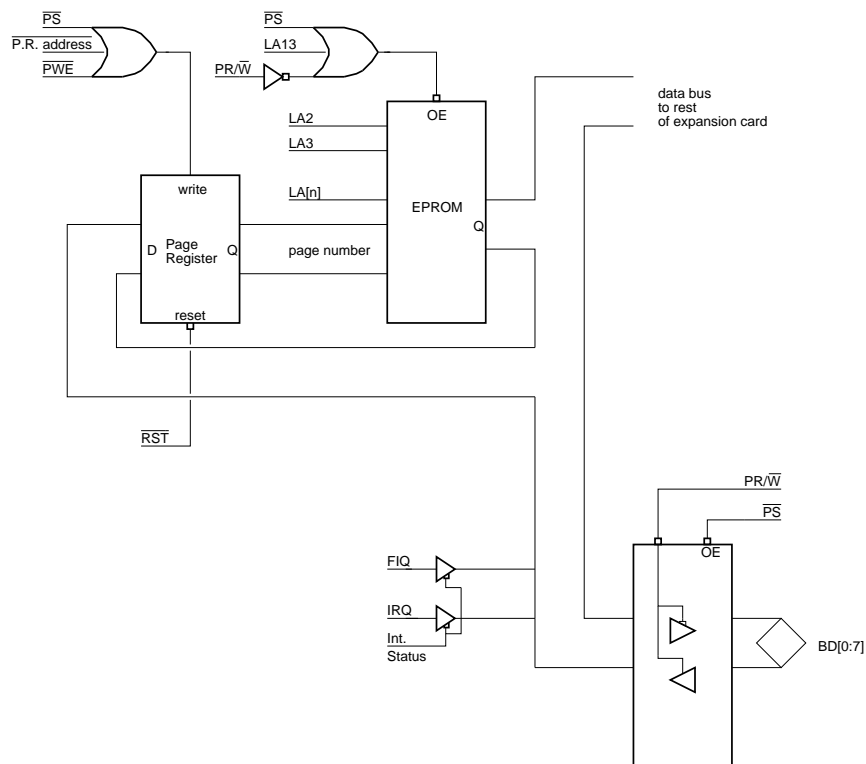 PS
P.R. address
PWE
PS
LA13
PR/W
OE
LA2
LA3
LA[n]
EPROM
Q
data bus
to rest
of expansion card
write
D
Page
Register
Q
page number
reset
RST
PR/W
PS
OE
FIQ
IRQ
Int.
Status
BD[0:7]